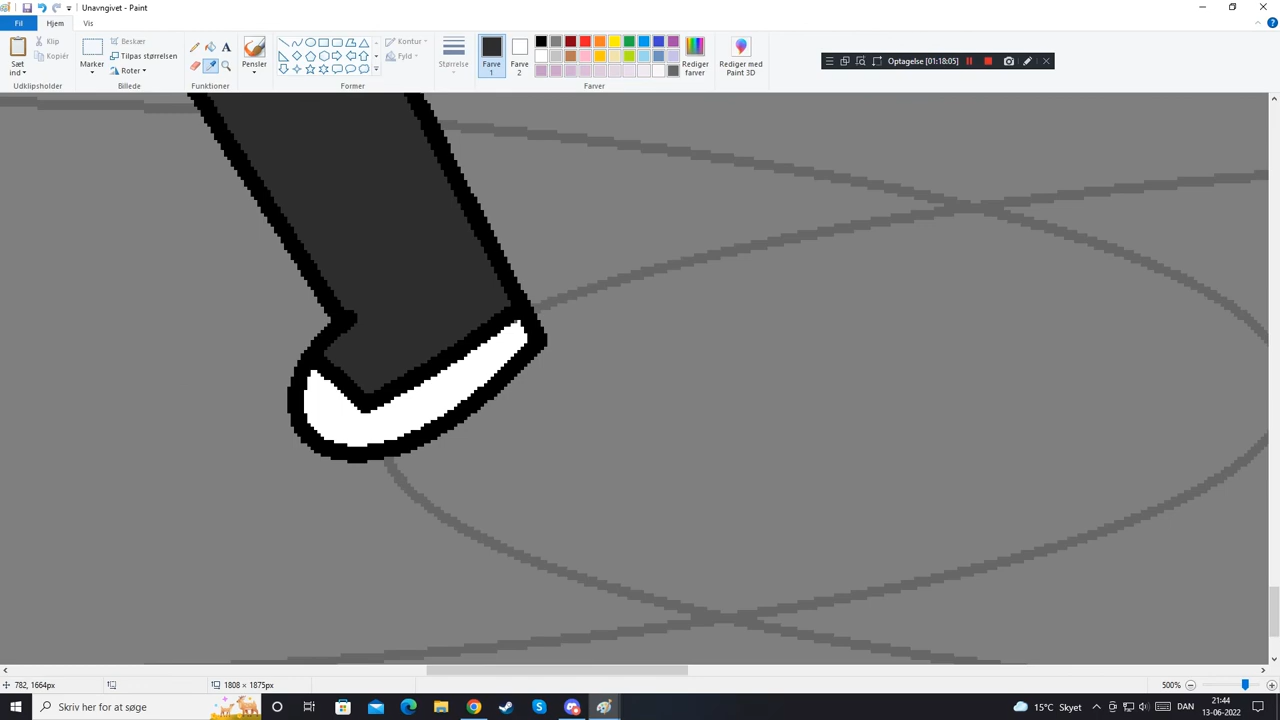 Unavngivet - Paint
Fil Hjem Vis
Sæt ind
Klip
Kopiér
Udklipsholder
Marker
Beskær
Tilpas størrelsen
Roter
Billede
A
Funktioner
Pensler
Kontur
Fyld
Former
Størrelse
Farve 1
Farve 2
Rediger farver
Farver
Rediger med Paint 3D
Optagelse [01:18:05]
782, 1664px
1808 × 1875px
500%
Skriv her for at søge
15°C Skyet
DAN
21:44
13-06-2022